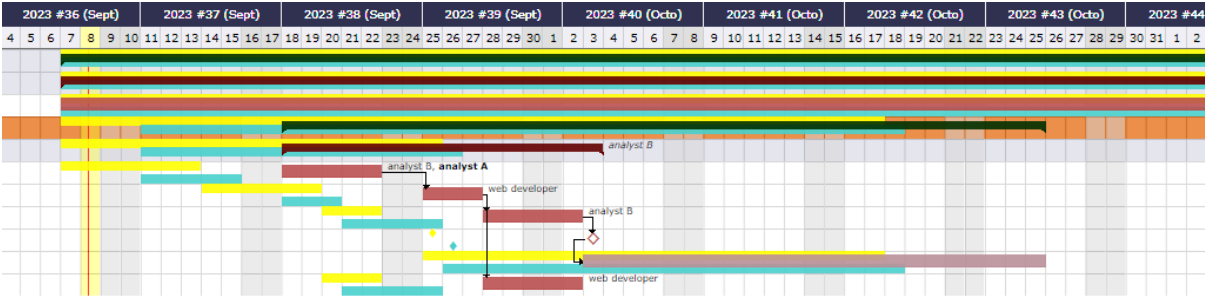 2023 #36 (Sept) 2023 #37 (Sept) 2023 #38 (Sept) 2023 #39 (Sept) 2023 #40 (Octo) 2023 #41 (Octo) 2023 #42 (Octo) 2023 #43 (Octo) 2023 #44
4 5 6 7 8 9 10 11 12 13 14 15 16 17 18 19 20 21 22 23 24 25 26 27 28 29 30 1 2 3 4 5 6 7 8 9 10 11 12 13 14 15 16 17 18 19 20 21 22 23 24 25 26 27 28 29 30 31 1 2
analyst B
analyst B, analyst A
web developer
analyst B
web developer